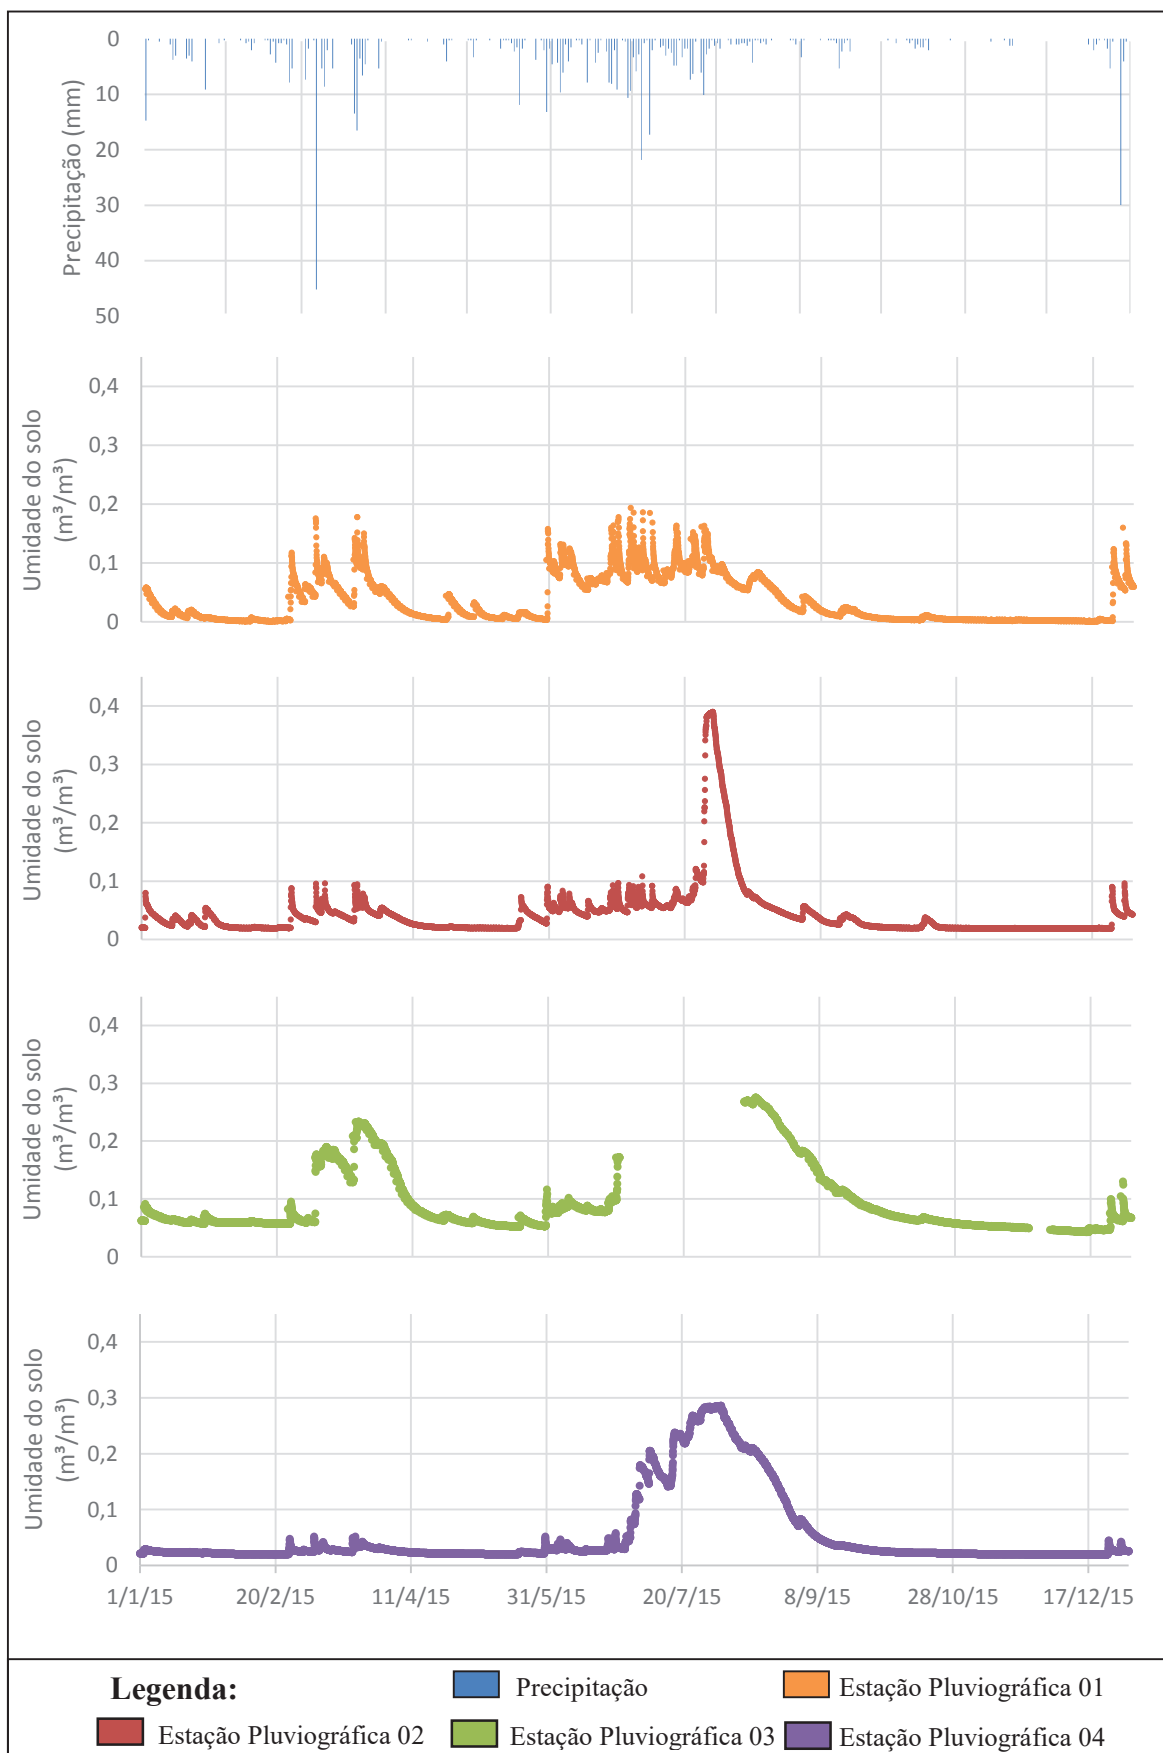 0
10
20
30
40
50
Precipitação (mm)
0,4
0,3
0,2
0,1
0
Umidade do solo
(m³/m³)
0,4
0,3
0,2
0,1
0
Umidade do solo
(m³/m³)
0,4
0,3
0,2
0,1
0
Umidade do solo
(m³/m³)
0,4
0,3
0,2
0,1
0
Umidade do solo
(m³/m³)
1/1/15 20/2/15 11/4/15 31/5/15 20/7/15 8/9/15 28/10/15 17/12/15
Legenda: Precipitação Estação Pluviográfica 01
Estação Pluviográfica 02 Estação Pluviográfica 03 Estação Pluviográfica 04